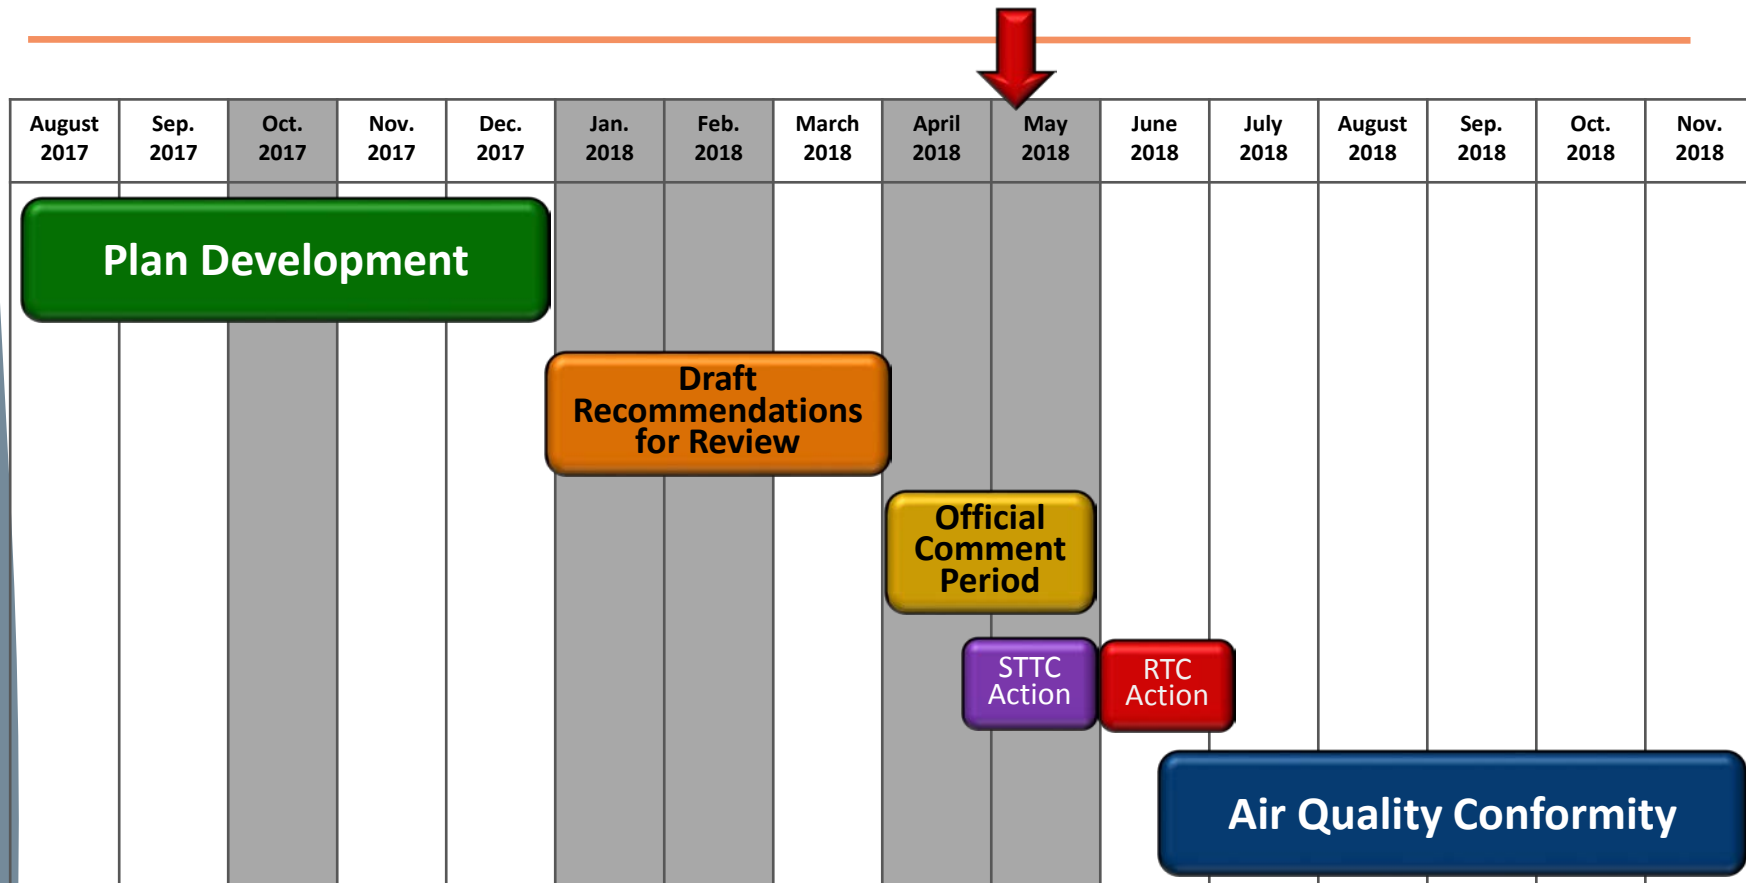 August Sep. Oct. Nov. Dec. Jan. Feb. March April May June July August Sep. Oct. Nov.
2017 2017 2017 2017 2017 2018 2018 2018 2018 2018 2018 2018 2018 2018 2018 2018
Plan Development
Draft
Recommendations
for Review
Official
Comment
Period
STTC
Action
RTC
Action
Air Quality Conformity